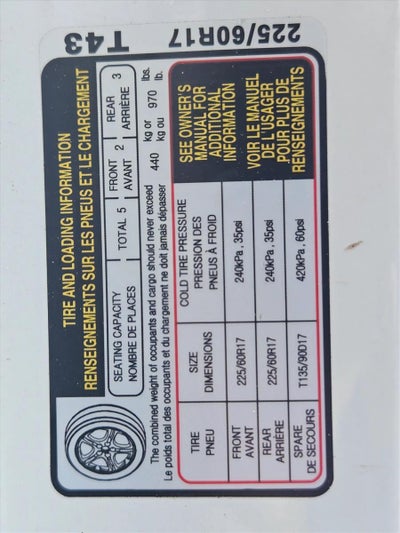 T43
225/60R17
TIRE AND LOADING INFORMATION
RENSEIGNEMENTS SUR LES PNEUS ET LE CHARGEMENT
SEATING CAPACITY
NOMBRE DE PLACES
TOTAL 5
FRONT 2
AVANT
REAR 3
ARRIÈRE
The combined weight of occupants and cargo should never exceed 440 kg or 970 lbs.
Le poids total des occupants et du chargement ne doit jamais dépasser kg ou lb.
TIRE
PNEU
SIZE
DIMENSIONS
COLD TIRE PRESSURE
PRESSION DES
PNEUS À FROID
FRONT
AVANT
225/60R17
240kPa , 35psi
REAR
ARRIÈRE
225/60R17
240kPa , 35psi
SPARE
DE SECOURS
T135/90D17
420kPa , 60psi
SEE OWNER'S
MANUAL FOR
ADDITIONAL
INFORMATION
VOIR LE MANUEL
DE L'USAGER
POUR PLUS DE
RENSEIGNEMENTS